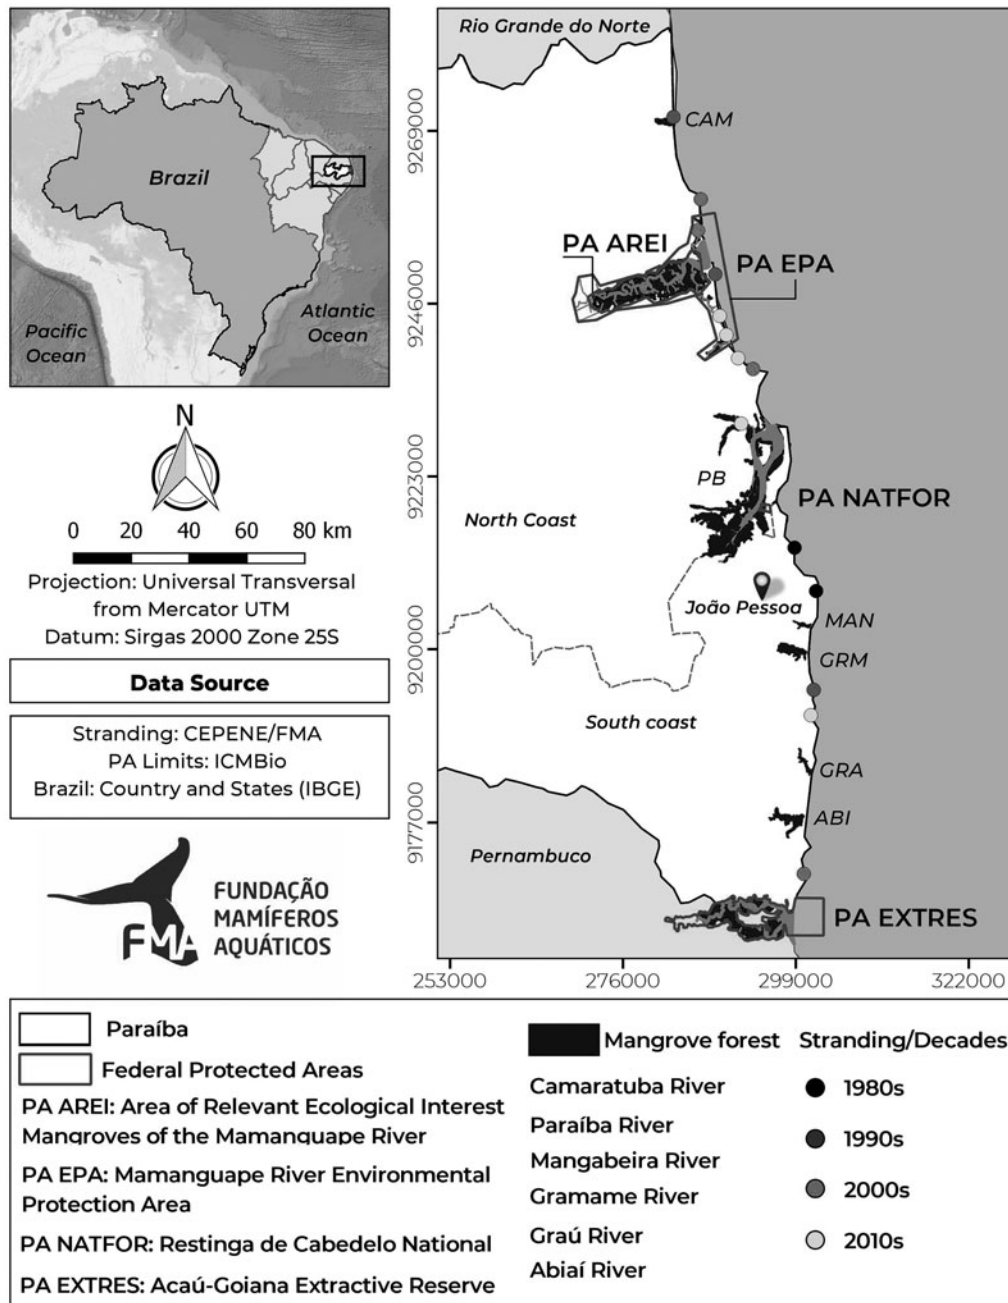 Brazil
Pacific
Ocean
Atlantic
Ocean
N
0 20 40 60 80 km
Projection: Universal Transversal
from Mercator UTM
Datum: Sirgas 2000 Zone 25S
Data Source
Stranding: CEPENE/FMA
PA Limits: ICMBio
Brazil: Country and States (IBGE)
FMA
FUNDAÇÃO
MAMÍFEROS
AQUÁTICOS
Rio Grande do Norte
CAM
PA AREI
PA EPA
PB
PA NATFOR
North Coast
João Pessoa
MAN
GRM
South coast
GRA
ABI
Pernambuco
PA EXTRES
9269000
9246000
9223000
9200000
9177000
253000 276000 299000 322000
Paraíba
Federal Protected Areas
PA AREI: Area of Relevant Ecological Interest
Mangroves of the Mamanguape River
PA EPA: Mamanguape River Environmental
Protection Area
PA NATFOR: Restinga de Cabedelo National
PA EXTRES: Acaú-Goiana Extractive Reserve
Mangrove forest
Camaratuba River
Paraíba River
Mangabeira River
Gramame River
Graú River
Abiaí River
Stranding/Decades
1980s
1990s
2000s
2010s